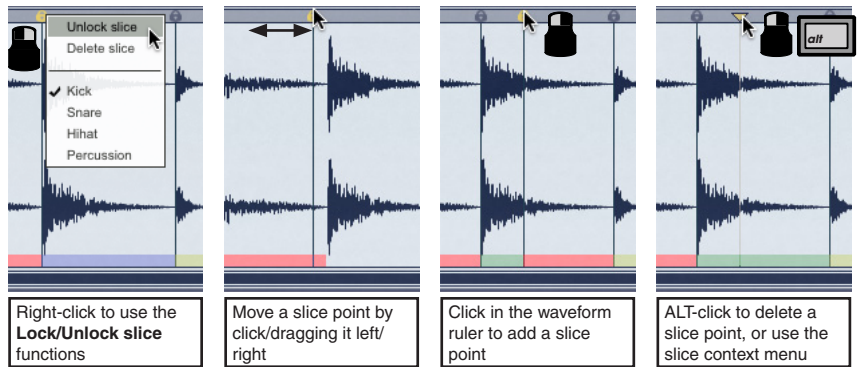 Unlock slice
Delete slice
Kick
Snare
Hihat
Percussion
alt
Right-click to use the
Lock/Unlock slice
functions
Move a slice point by
click/dragging it left/
right
Click in the waveform
ruler to add a slice
point
ALT-click to delete a
slice point, or use the
slice context menu